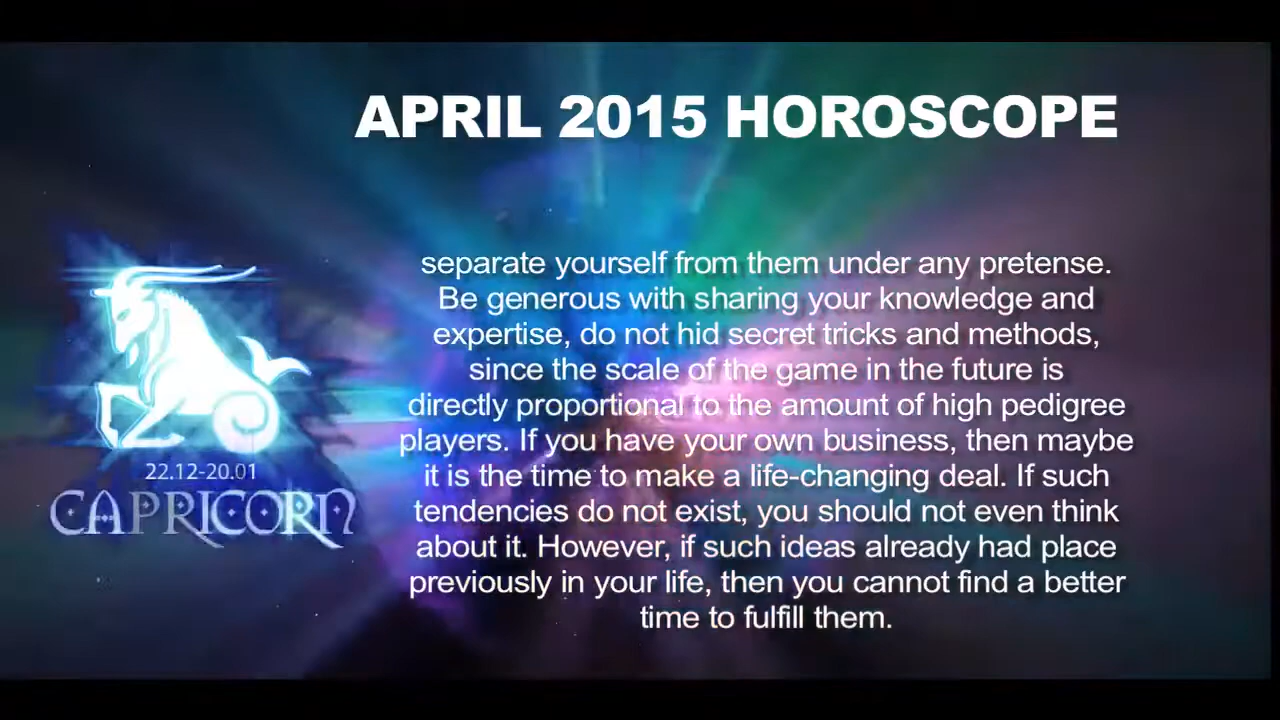 APRIL 2015 HOROSCOPE
separate yourself from them under any pretense.
Be generous with sharing your knowledge and
expertise, do not hid secret tricks and methods,
since the scale of the game in the future is
directly proportional to the amount of high pedigree
players. If you have your own business, then maybe
it is the time to make a life-changing deal. If such
tendencies do not exist, you should not even think
about it. However, if such ideas already had place
previously in your life, then you cannot find a better
time to fulfill them.
22.12-20.01
CAPRICORN